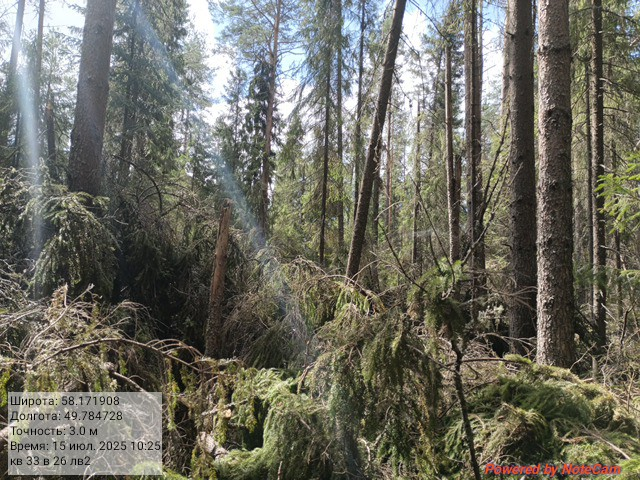 Широта: 58.171908
Долгота: 49.784728
Точность: 3.0 м
Время: 15 июл. 2025 10:25
кв 33 в 26 лв2
Powered by NoteCam